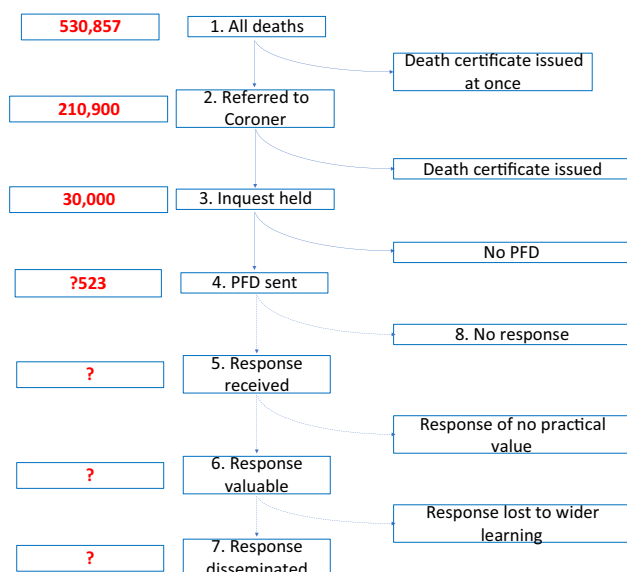 530,857
1. All deaths
Death certificate issued
at once
210,900
2. Referred to
Coroner
Death certificate issued
30,000
3. Inquest held
No PFD
?523
4. PFD sent
8. No response
?
5. Response
received
Response of no practical
value
?
6. Response
valuable
Response lost to wider
learning
?
7. Response
disseminated